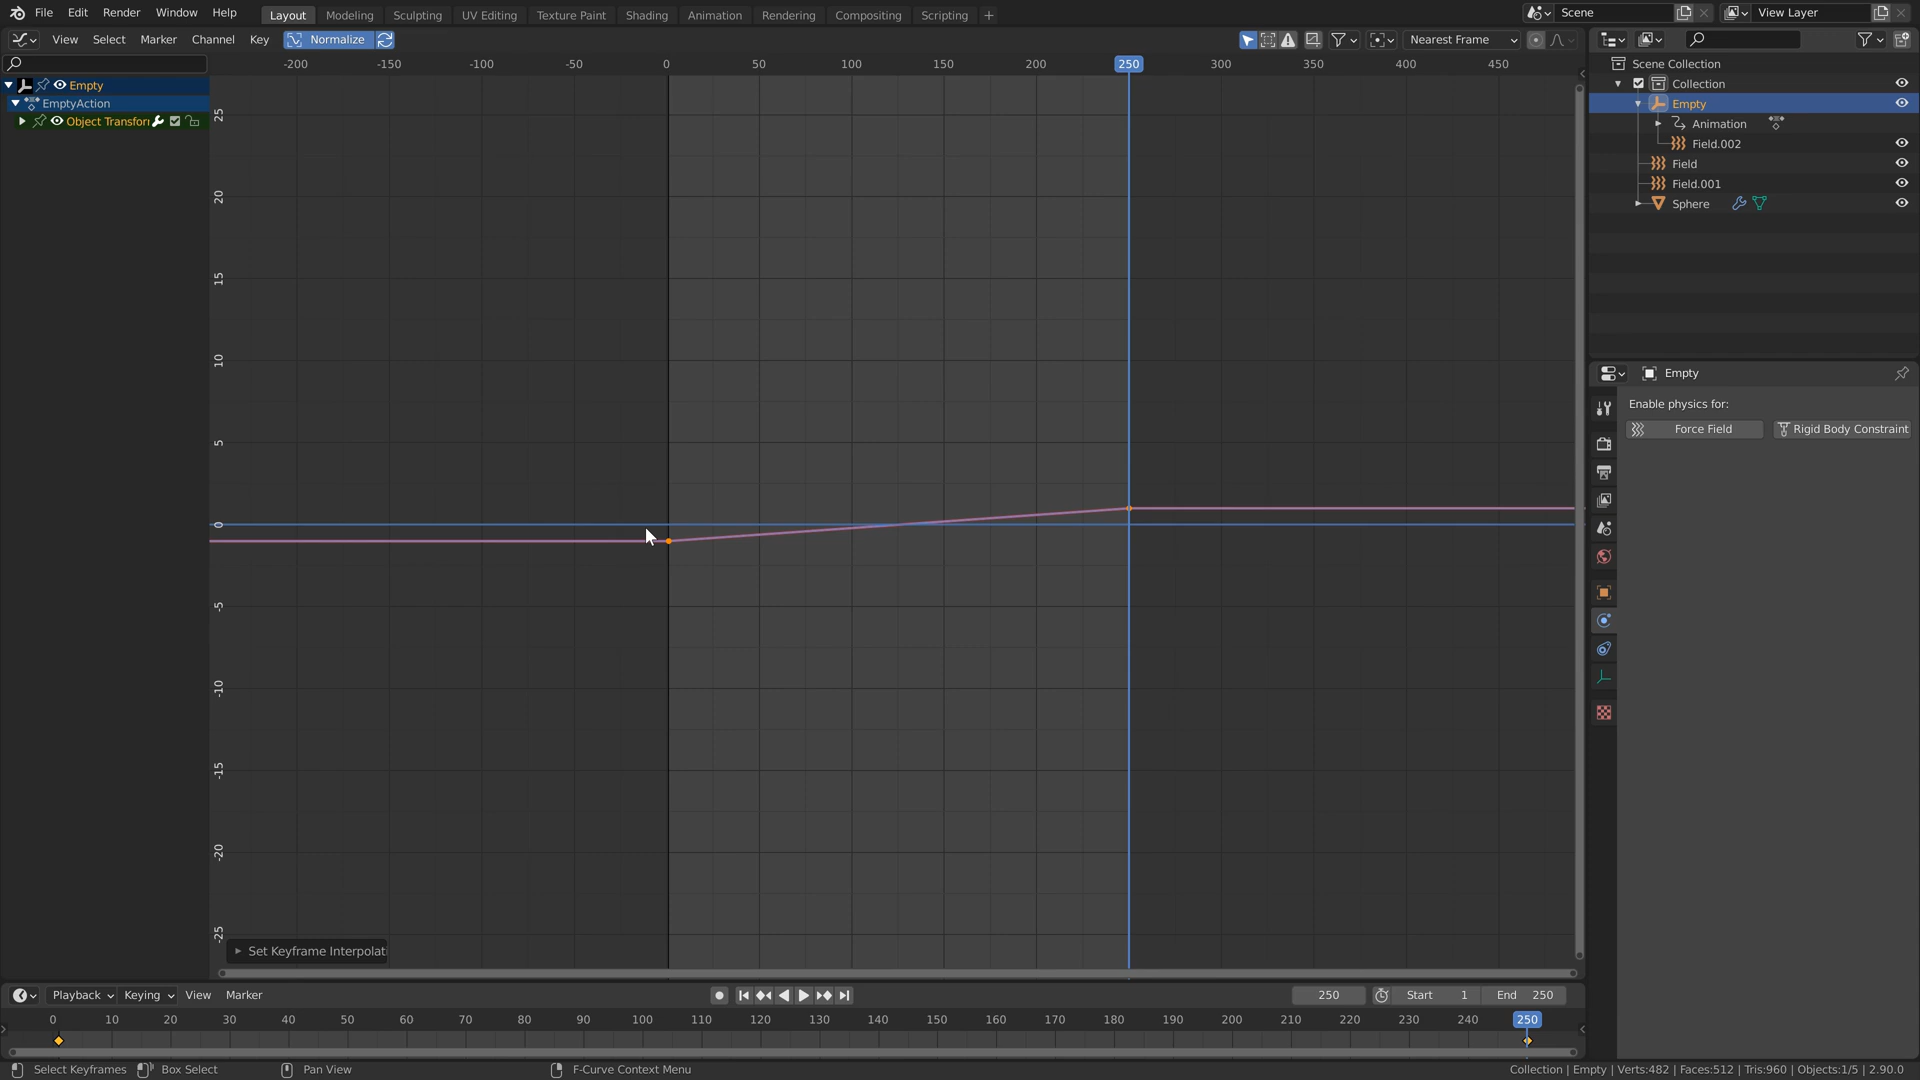 File Edit Render Window Help Layout Modeling Sculpting UV Editing Texture Paint Shading Animation Rendering Compositing Scripting + Scene View Layer
View Select Marker Channel Key Normalize Nearest Frame
-200 -150 -100 -50 0 50 100 150 200 250 300 350 400 450
Empty
EmptyAction
Object Transforı
25
20
15
10
5
0
-5
-10
-15
-20
-25
Set Keyframe Interpolati
Scene Collection
Collection
Empty
Animation
Field.002
Field
Field.001
Sphere
Empty
Enable physics for:
Force Field Rigid Body Constraint
Playback Keying View Marker 250 Start 1 End 250
0 10 20 30 40 50 60 70 80 90 100 110 120 130 140 150 160 170 180 190 200 210 220 230 240 250
Select Keyframes Box Select Pan View F-Curve Context Menu Collection | Empty | Verts:482 | Faces:512 | Tris:960 | Objects:1/5 | 2.90.0